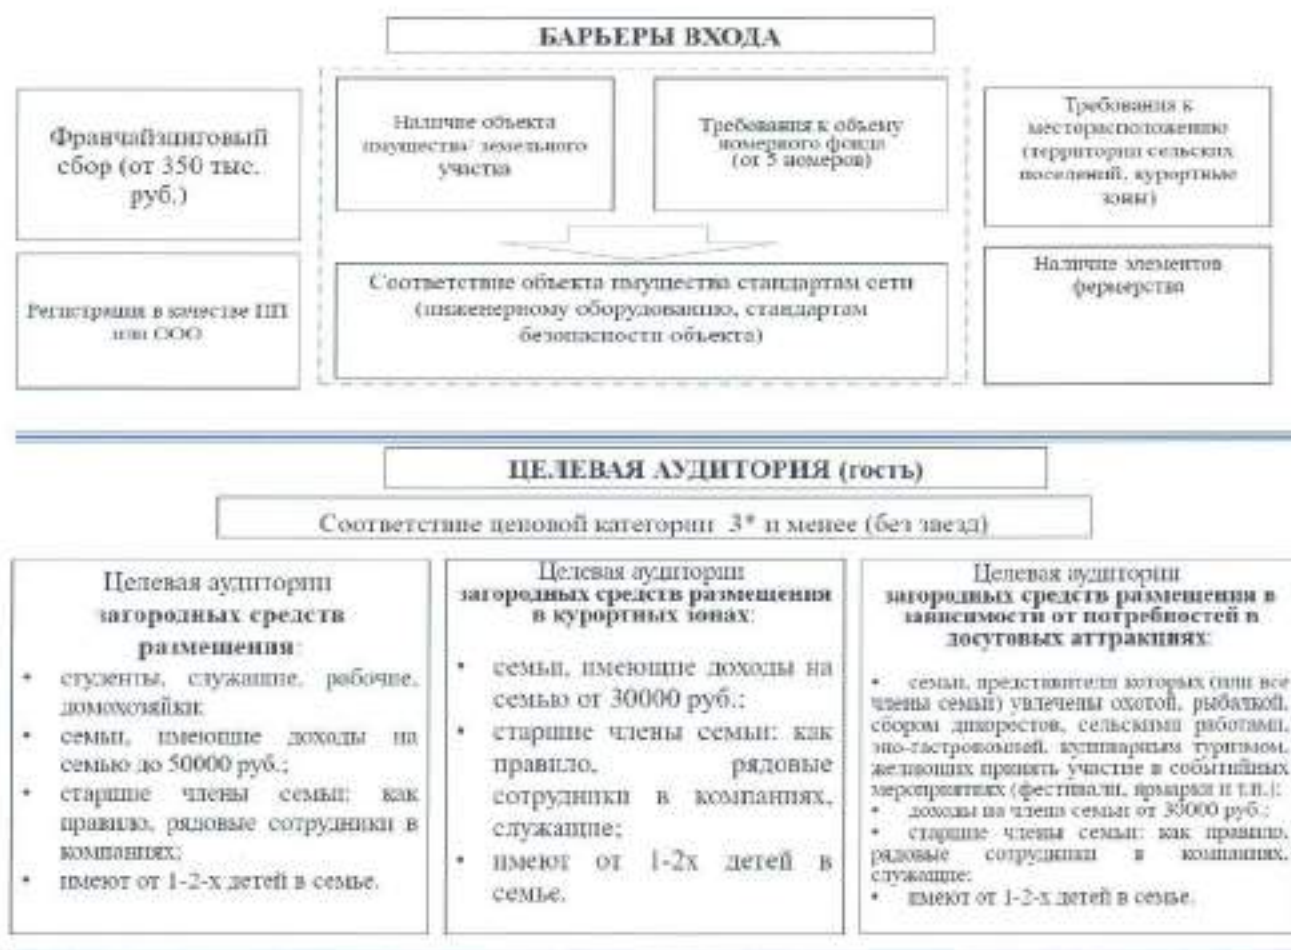 БАРЬЕРЫ ВХОДА
Франчайзинговый
сбор (от 350 тыс.
руб.)
Наличие объекта
имущества/ земельного
участка
Требования к объему
номерного фонда
(от 5 номеров)
Требования к
месторасположению
(территории сельских
поселений, курортные
зоны)
Регистрация в качестве ИП
или ООО
Соответствие объекта имущества стандартам сети
(инженерному оборудованию, стандартам
безопасности объекта)
Наличие элементов
фермерства
ЦЕЛЕВАЯ АУДИТОРИЯ (гость)
Соответствие ценовой категории 3* и менее (без звезд)
Целевая аудитории
загородных средств
размещения:
• студенты, служащие, рабочие,
домохозяйки;
• семьи, имеющие доходы на
семью до 50000 руб.;
• старшие члены семьи: как
правило, рядовые сотрудники в
компаниях;
• имеют от 1-2-х детей в семье.
Целевая аудитории
загородных средств размещения
в курортных зонах:
• семьи, имеющие доходы на
семью от 30000 руб.;
• старшие члены семьи: как
правило, рядовые
сотрудники в компаниях,
служащие;
• имеют от 1-2х детей в
семье.
Целевая аудитории
загородных средств размещения в
зависимости от потребностей в
досуговых аттракциях:
• семьи, представители которых (или все
члены семьи) увлечены охотой, рыбалкой,
сбором дикоростов, сельскими работами,
эно-гастрономией, кулинарным туризмом,
желающих принять участие в событийных
мероприятиях (фестивали, ярмарки и т.п.);
• доходы на члена семьи от 30000 руб.;
• старшие члены семьи: как правило,
рядовые сотрудники в компаниях,
служащие;
• имеют от 1-2-х детей в семье.